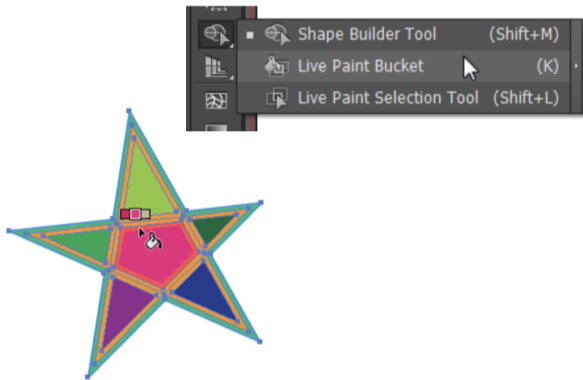 Shape Builder Tool (Shift+M)
Live Paint Bucket (K)
Live Paint Selection Tool (Shift+L)